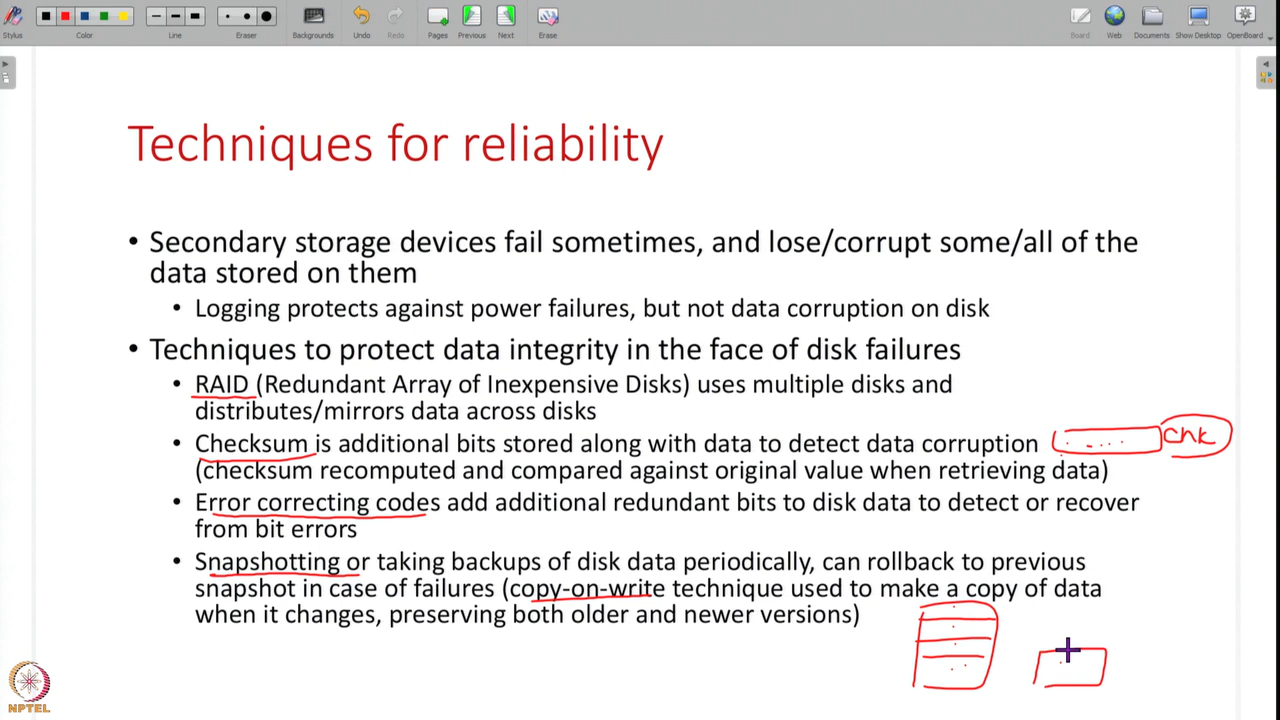 Stylus
Color
Line
Eraser
Backgrounds
Undo
Redo
Pages
Previous
Next
Erase
Board
Web
Documents
Show Desktop
OpenBoard
Techniques for reliability
• Secondary storage devices fail sometimes, and lose/corrupt some/all of the
data stored on them
• Logging protects against power failures, but not data corruption on disk
• Techniques to protect data integrity in the face of disk failures
• RAID (Redundant Array of Inexpensive Disks) uses multiple disks and
distributes/mirrors data across disks
• Checksum is additional bits stored along with data to detect data corruption
chk
(checksum recomputed and compared against original value when retrieving data)
• Error correcting codes add additional redundant bits to disk data to detect or recover
from bit errors
• Snapshotting or taking backups of disk data periodically, can rollback to previous
snapshot in case of failures (copy-on-write technique used to make a copy of data
when it changes, preserving both older and newer versions)
NPTEL